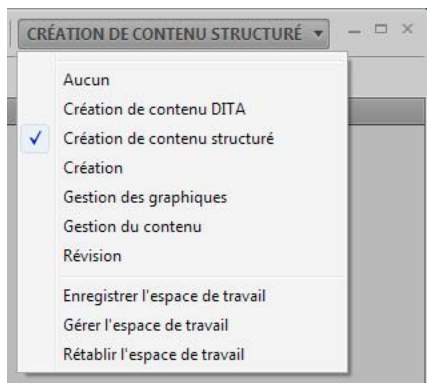 CRÉATION DE CONTENU STRUCTURÉ
Aucun
Création de contenu DITA
Création de contenu structuré
Création
Gestion des graphiques
Gestion du contenu
Révision
Enregistrer l'espace de travail
Gérer l'espace de travail
Rétablir l'espace de travail